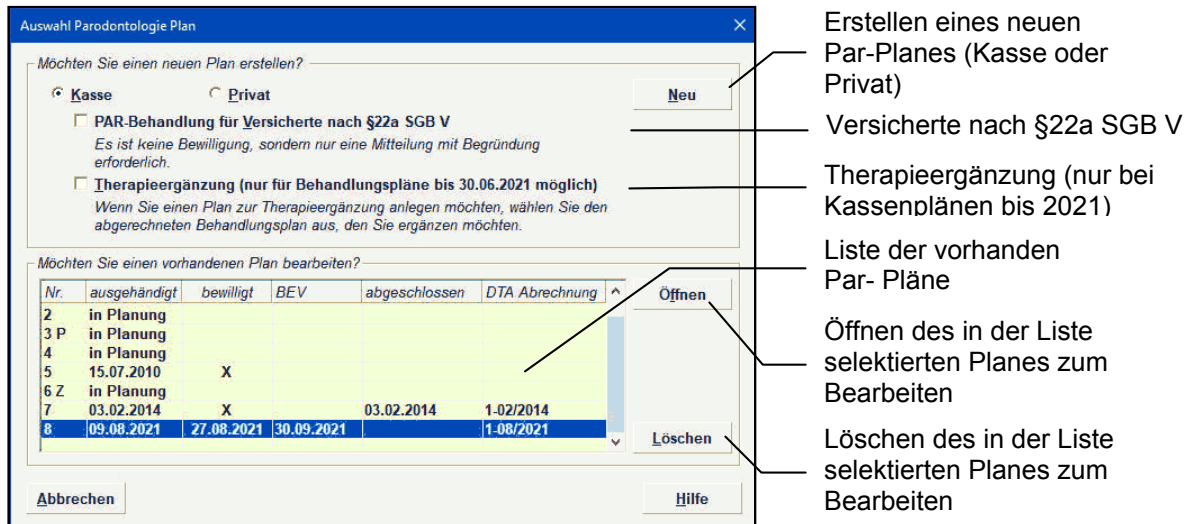 Auswahl Parodontologie Plan
Möchten Sie einen neuen Plan erstellen?
Kasse Privat Neu
PAR-Behandlung für Versicherte nach §22a SGB V
Es ist keine Bewilligung, sondern nur eine Mitteilung mit Begründung
erforderlich.
Therapieergänzung (nur für Behandlungspläne bis 30.06.2021 möglich)
Wenn Sie einen Plan zur Therapieergänzung anlegen möchten, wählen Sie den
abgerechneten Behandlungsplan aus, den Sie ergänzen möchten.
Möchten Sie einen vorhandenen Plan bearbeiten?
Nr. ausgehändigt bewilligt BEV abgeschlossen DTA Abrechnung
2 in Planung
3 P in Planung
4 in Planung
5 15.07.2010 X
6 Z in Planung
7 03.02.2014 X 03.02.2014 1-02/2014
8 09.08.2021 27.08.2021 30.09.2021 1-08/2021
Öffnen
Löschen
Abbrechen Hilfe
Erstellen eines neuen
Par-Planes (Kasse oder
Privat)
Versicherte nach §22a SGB V
Therapieergänzung (nur bei
Kassenplänen bis 2021)
Liste der vorhanden
Par- Pläne
Öffnen des in der Liste
selektierten Planes zum
Bearbeiten
Löschen des in der Liste
selektierten Planes zum
Bearbeiten